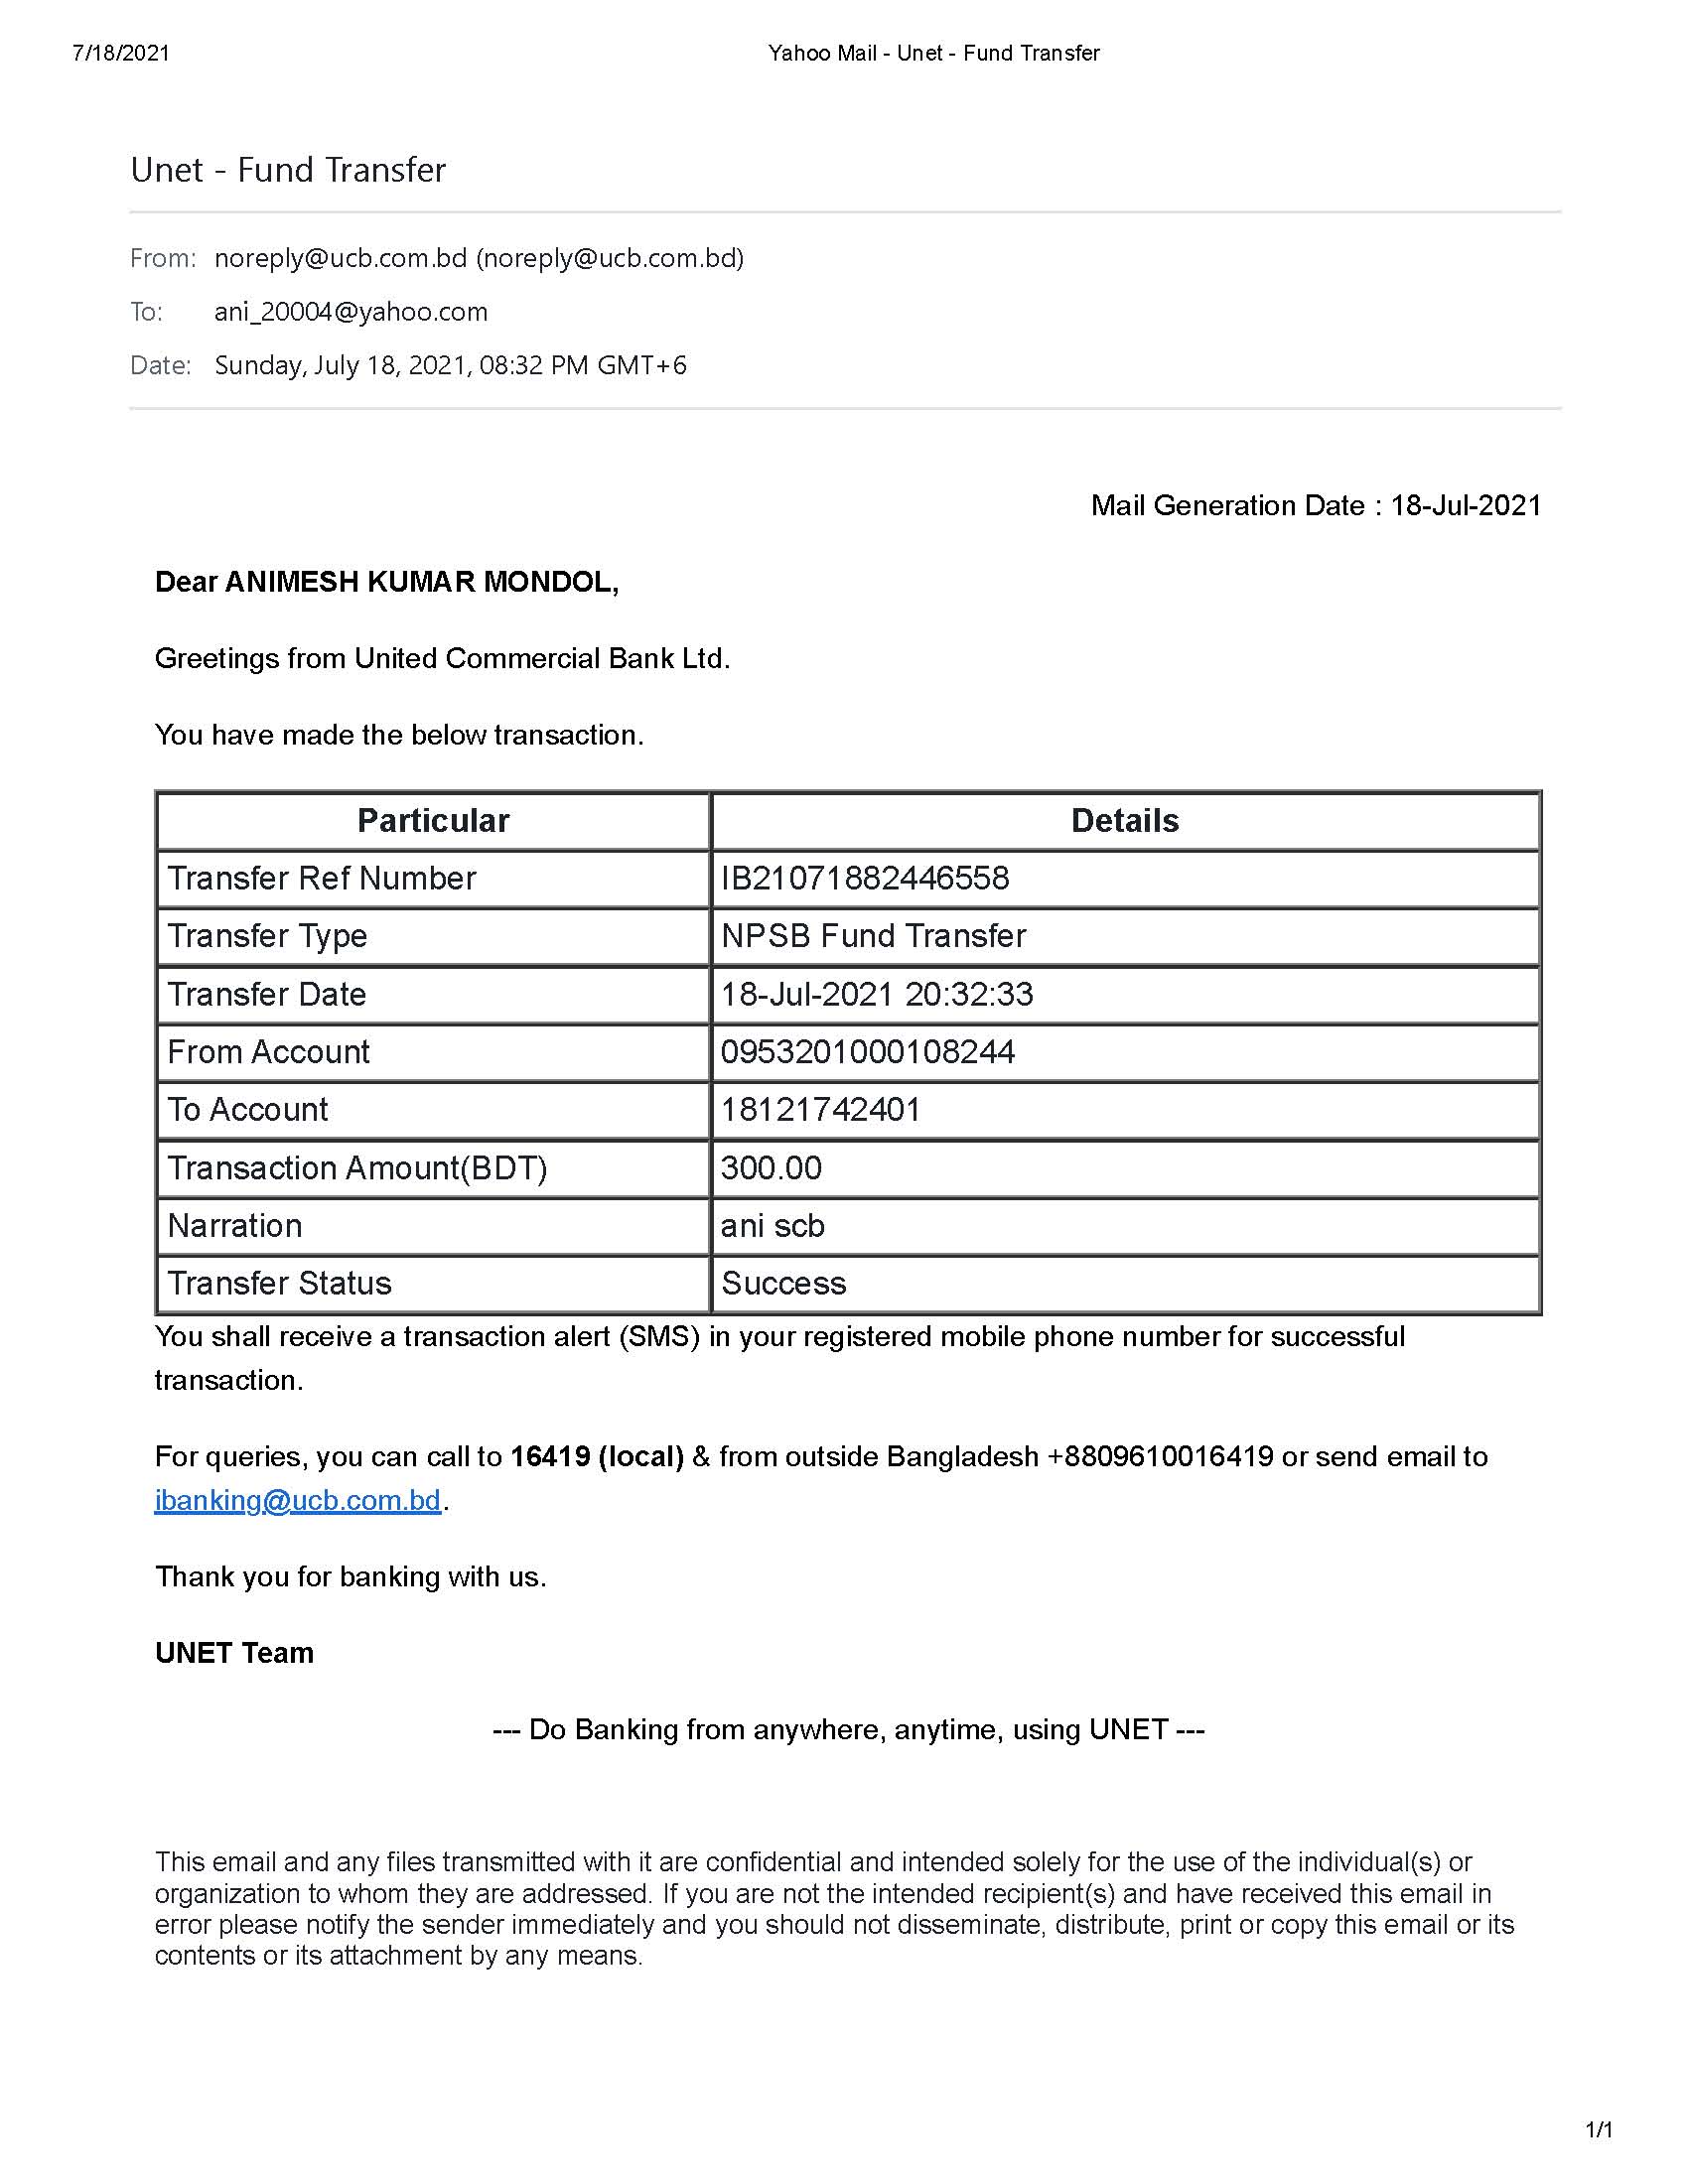 7/18/2021 Yahoo Mail - Unet - Fund Transfer
Unet - Fund Transfer
From: noreply@ucb.com.bd (noreply@ucb.com.bd)
To: ani_20004@yahoo.com
Date: Sunday, July 18, 2021, 08:32 PM GMT+6
Mail Generation Date : 18-Jul-2021
Dear ANIMESH KUMAR MONDOL,
Greetings from United Commercial Bank Ltd.
You have made the below transaction.
Particular Details
Transfer Ref Number IB21071882446558
Transfer Type NPSB Fund Transfer
Transfer Date 18-Jul-2021 20:32:33
From Account 0953201000108244
To Account 18121742401
Transaction Amount(BDT) 300.00
Narration ani scb
Transfer Status Success
You shall receive a transaction alert (SMS) in your registered mobile phone number for successful
transaction.
For queries, you can call to 16419 (local) & from outside Bangladesh +8809610016419 or send email to
ibanking@ucb.com.bd.
Thank you for banking with us.
UNET Team
--- Do Banking from anywhere, anytime, using UNET ---
This email and any files transmitted with it are confidential and intended solely for the use of the individual(s) or
organization to whom they are addressed. If you are not the intended recipient(s) and have received this email in
error please notify the sender immediately and you should not disseminate, distribute, print or copy this email or its
contents or its attachment by any means.
1/1